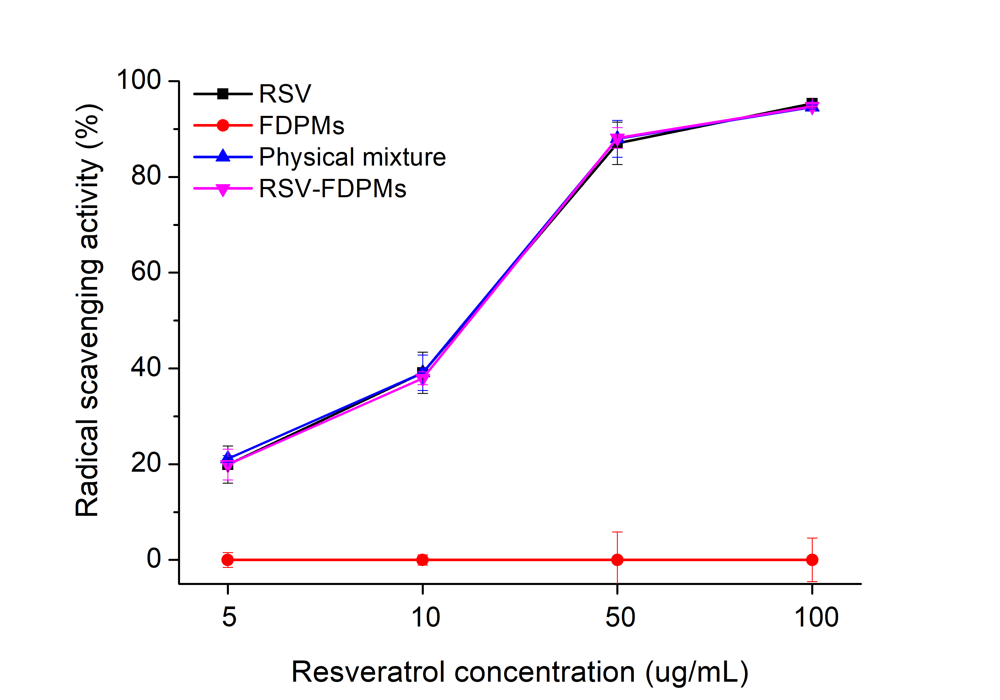 Radical scavenging activity (%)
100
80
60
40
20
0
RSV
FDPMs
Physical mixture
RSV-FDPMs
5 10 50 100
Resveratrol concentration (ug/mL)